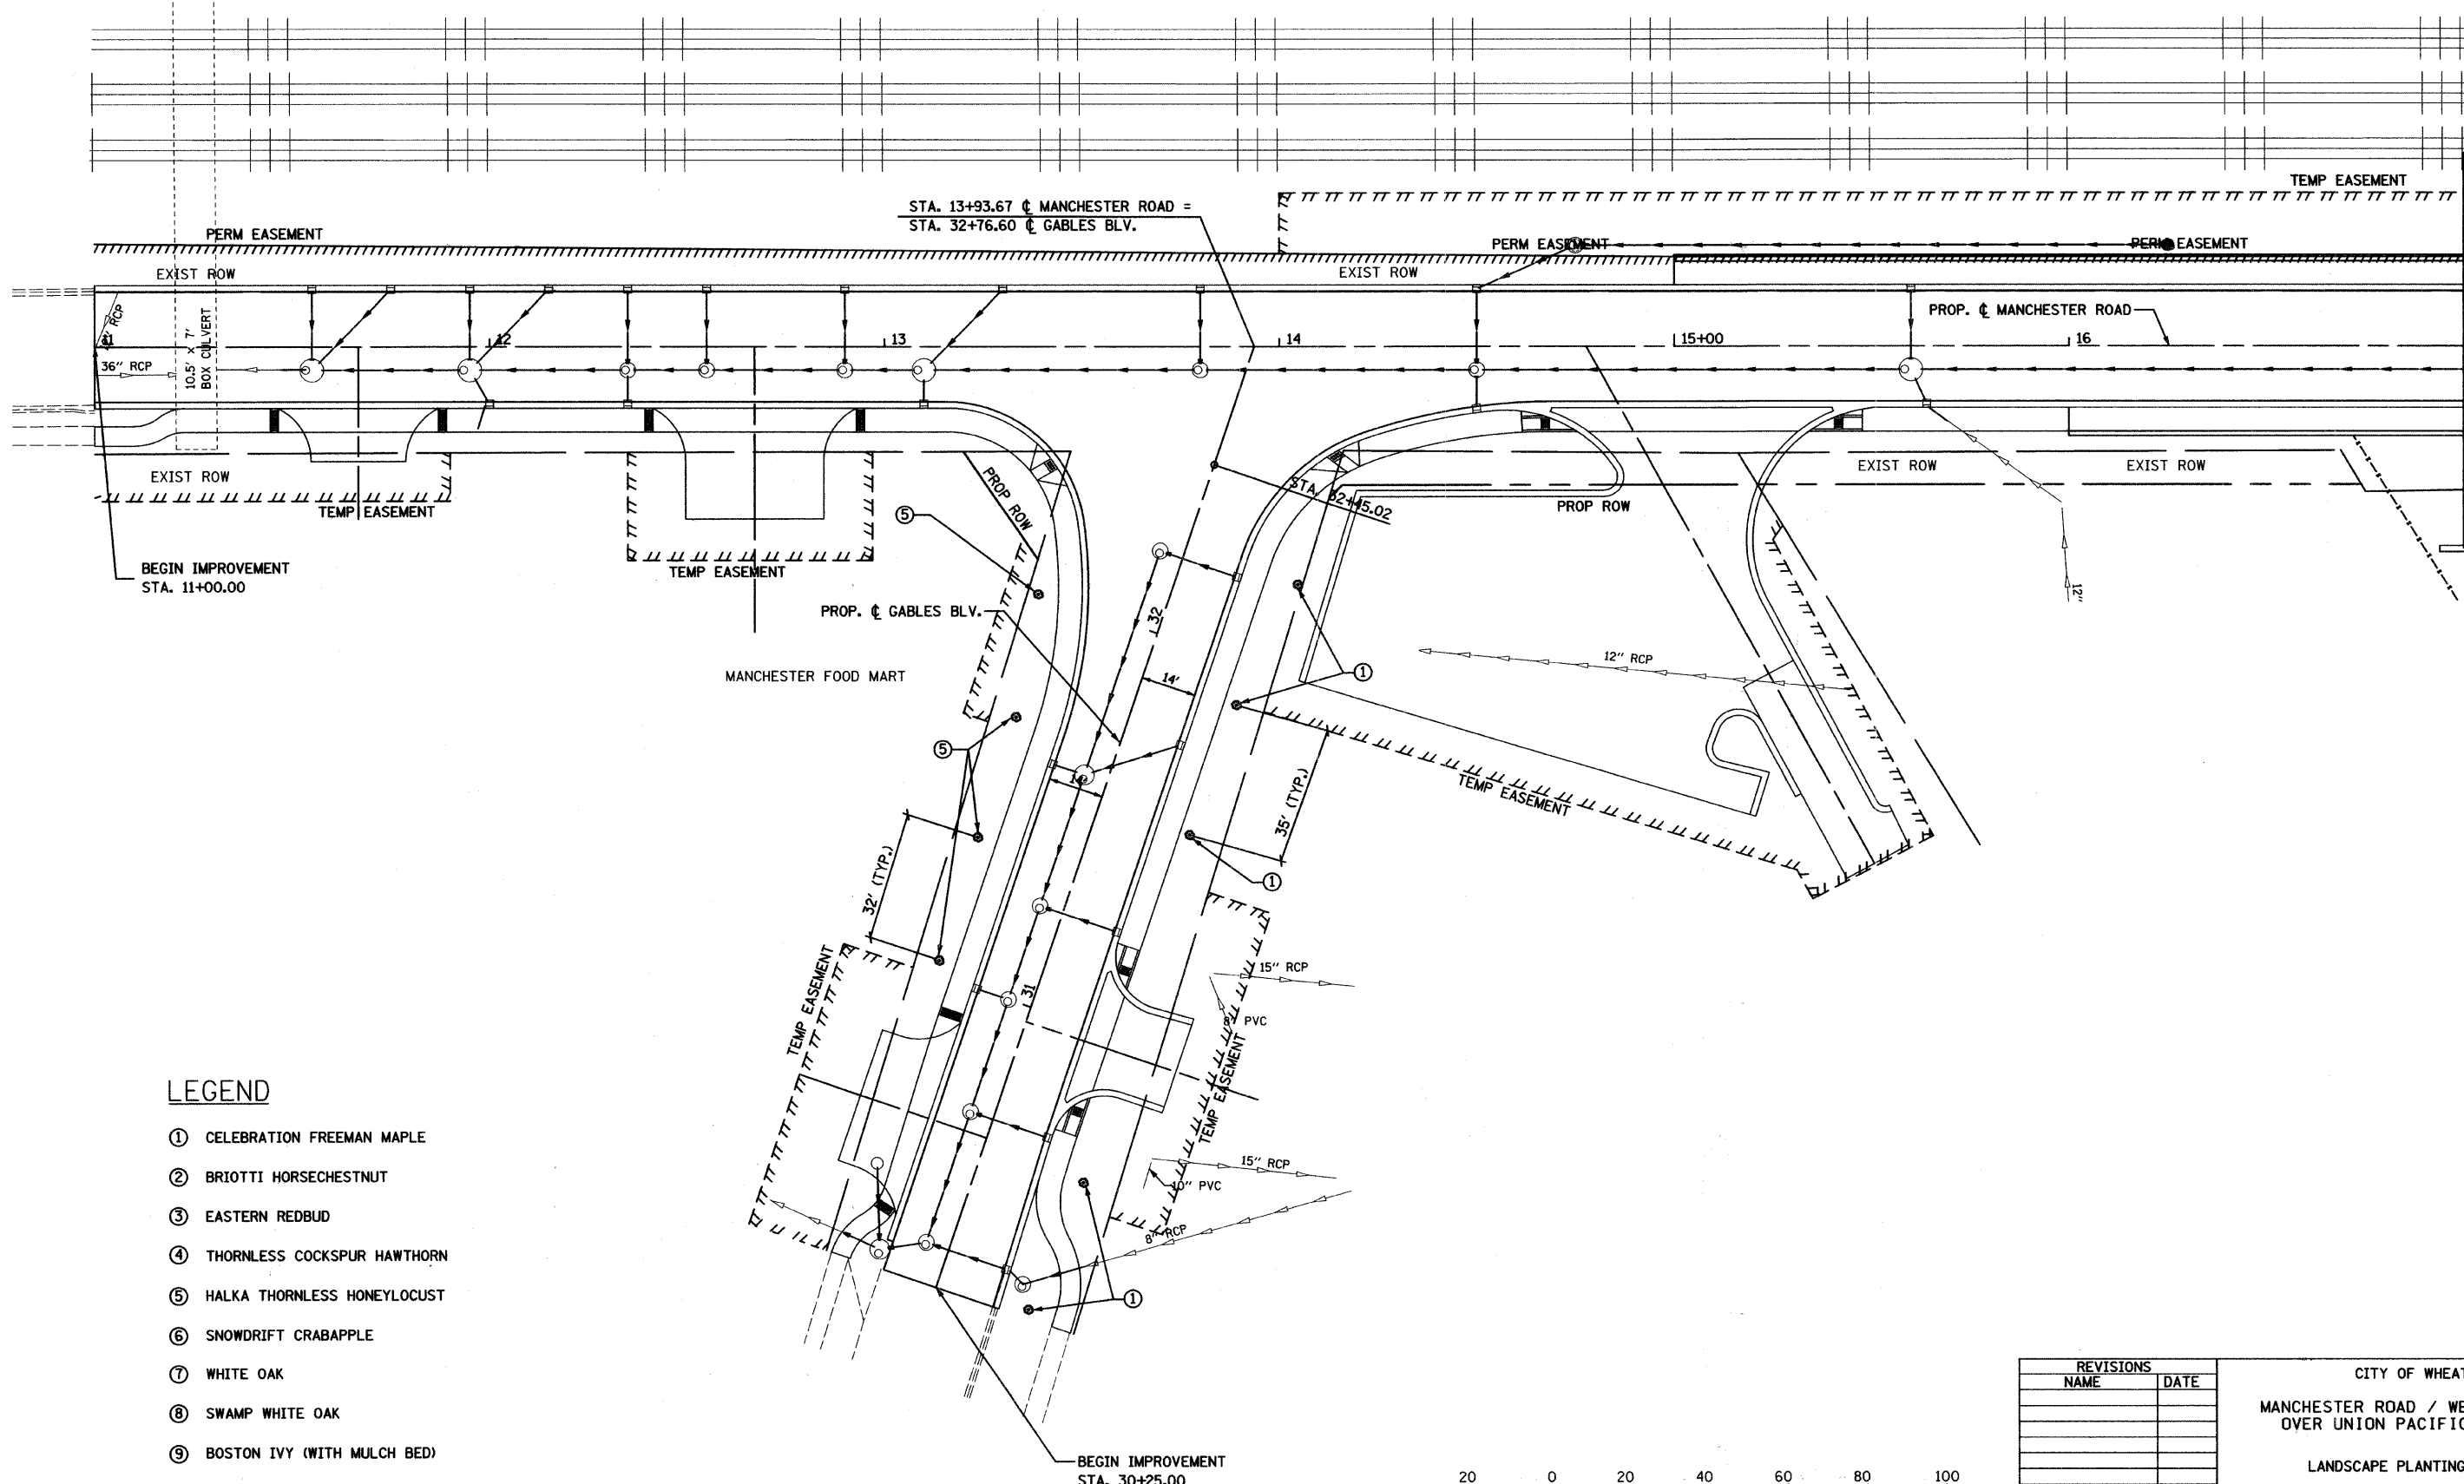 TEMP EASEMENT
STA. 13+93.67 ℄ MANCHESTER ROAD =
STA. 32+76.60 ℄ GABLES BLV.
PERM EASEMENT
PERM EASEMENT
PERM EASEMENT
EXIST ROW
EXIST ROW
PROP. ℄ MANCHESTER ROAD
RCP
11
12
13
14
15+00
16
36" RCP
10.5' x 7'
BOX CULVERT
EXIST ROW
EXIST ROW
EXIST ROW
PROP ROW
STA. 32+45.02
PROP ROW
TEMP EASEMENT
5
BEGIN IMPROVEMENT
STA. 11+00.00
TEMP EASEMENT
12"
PROP. ℄ GABLES BLV.
32
MANCHESTER FOOD MART
14'
1
12" RCP
5
14'
TEMP EASEMENT
35' (TYP.)
32' (TYP.)
1
TEMP EASEMENT
31
15" RCP
8" PVC
TEMP EASEMENT
15" RCP
10" PVC
8" RCP
1
LEGEND
1 CELEBRATION FREEMAN MAPLE
2 BRIOTTI HORSECHESTNUT
3 EASTERN REDBUD
4 THORNLESS COCKSPUR HAWTHORN
5 HALKA THORNLESS HONEYLOCUST
6 SNOWDRIFT CRABAPPLE
7 WHITE OAK
8 SWAMP WHITE OAK
9 BOSTON IVY (WITH MULCH BED)
BEGIN IMPROVEMENT
STA. 30+25.00
20 0 20 40 60 80 100
REVISIONS
NAME DATE
CITY OF WHEAT
MANCHESTER ROAD / WE
OVER UNION PACIFIC
LANDSCAPE PLANTING